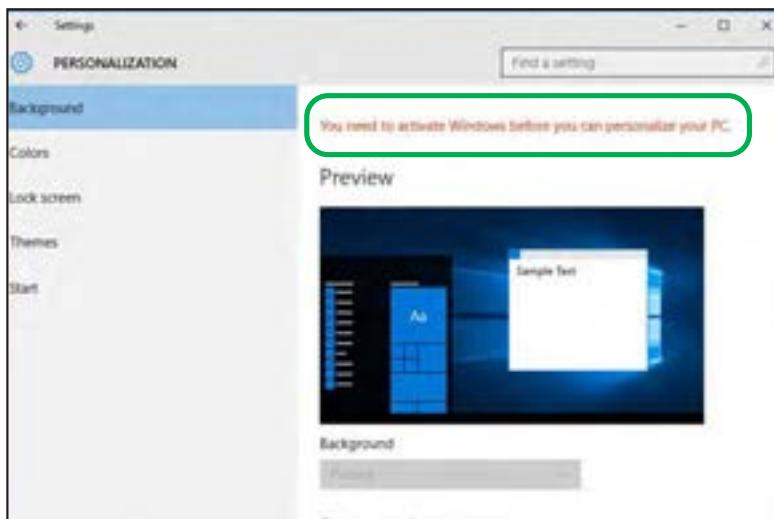 Settings
PERSONALIZATION
Find a setting
Background
Colors
Lock screen
Themes
Start
You need to activate Windows before you can personalize your PC.
Preview
Sample Text
Aa
Background
Picture